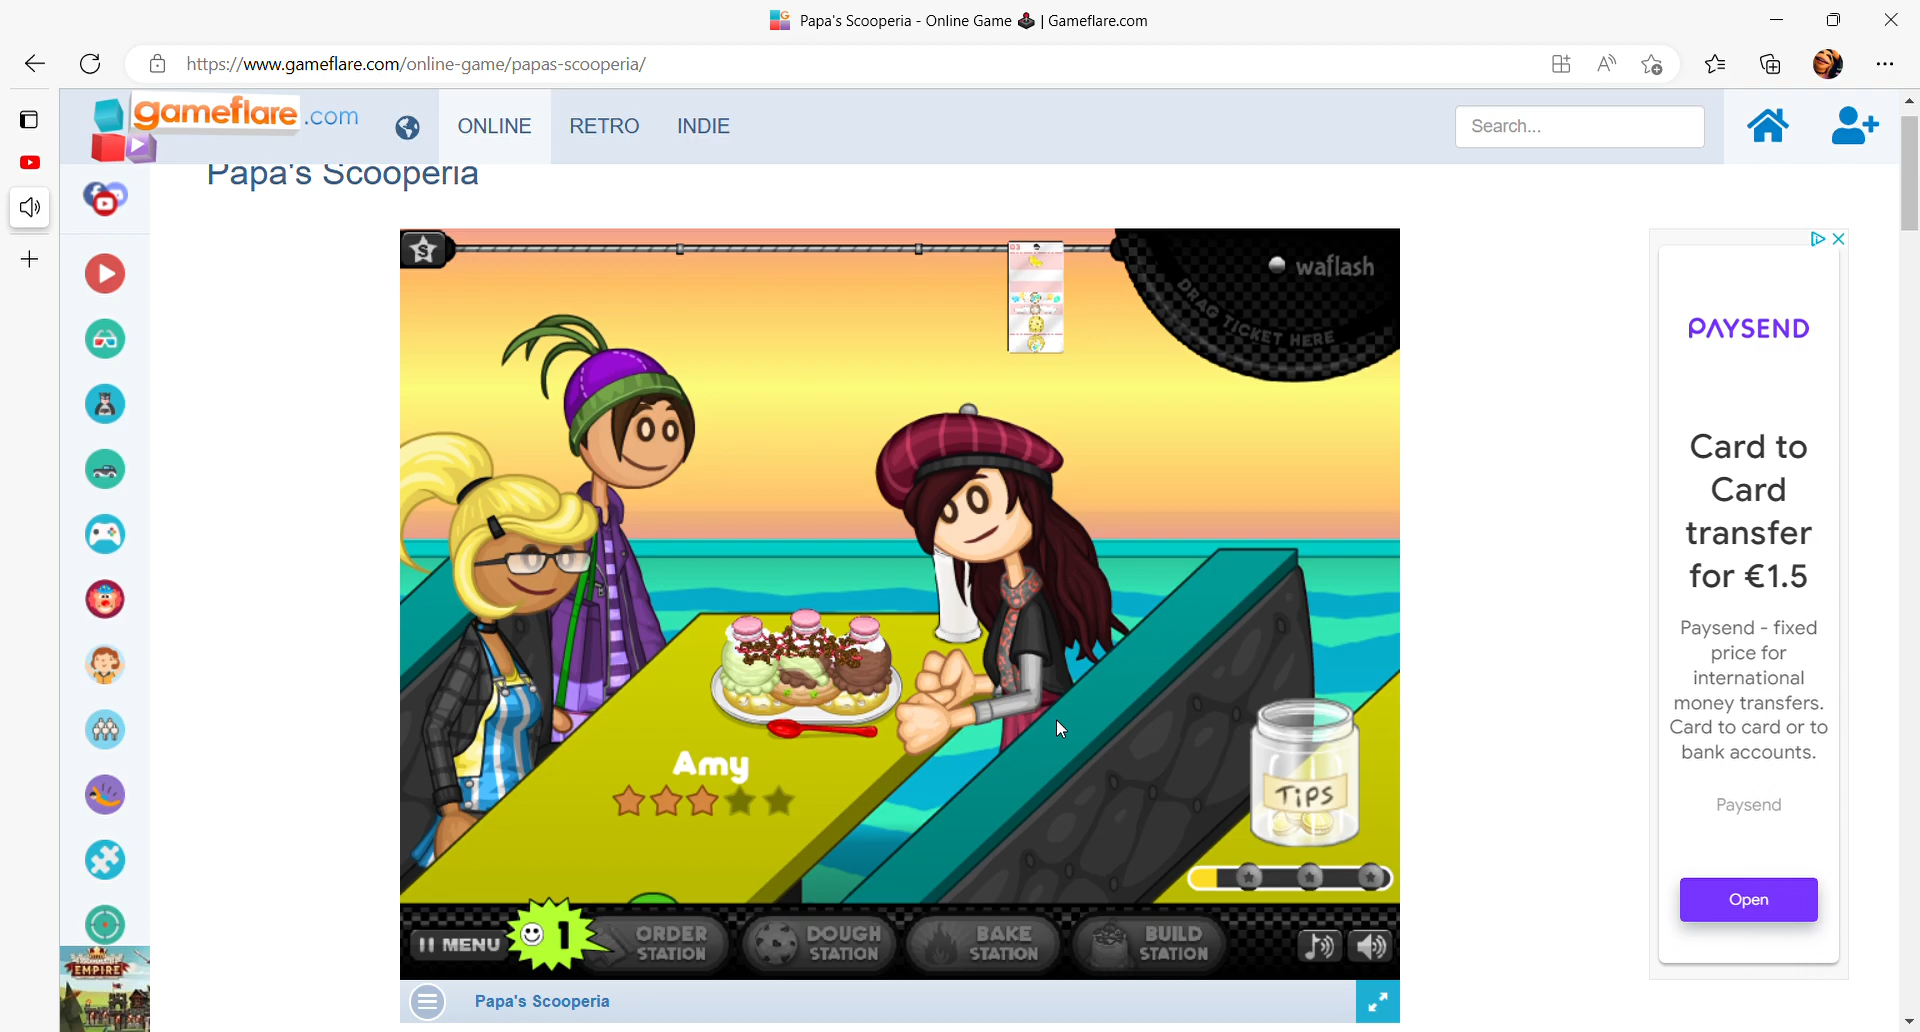 Papa's Scooperia - Online Game | Gameflare.com
https://www.gameflare.com/online-game/papas-scooperia/
gameflare.com
ONLINE
RETRO
INDIE
Search...
Papa's Scooperia
S
03
waflash
DRAG TICKET HERE
Amy
TIPS
MENU
1
ORDER STATION
DOUGH STATION
BAKE STATION
BUILD STATION
Papa's Scooperia
EMPIRE
PAYSEND
Card to
Card
transfer
for €1.5
Paysend - fixed
price for
international
money transfers.
Card to card or to
bank accounts.
Paysend
Open